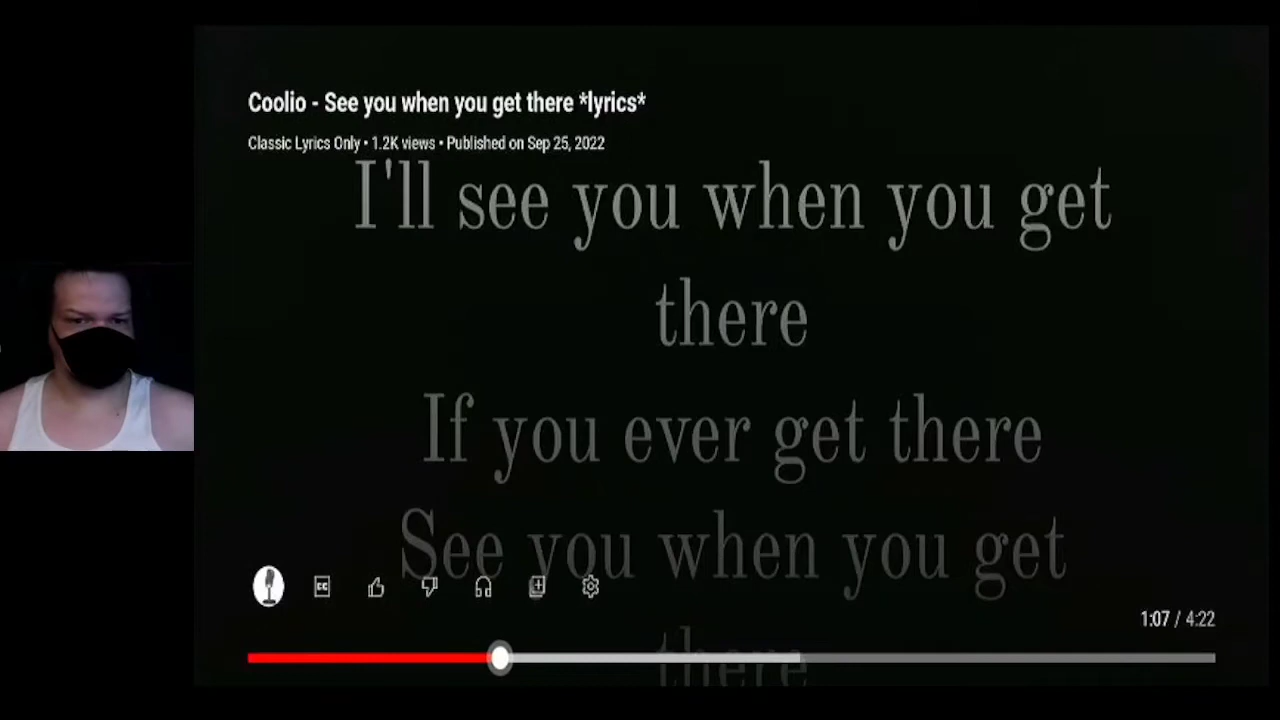 Coolio - See you when you get there *lyrics*
Classic Lyrics Only • 1.2K views • Published on Sep 25, 2022
I'll see you when you get
there
If you ever get there
See you when you get
CC
1:07 / 4:22
there